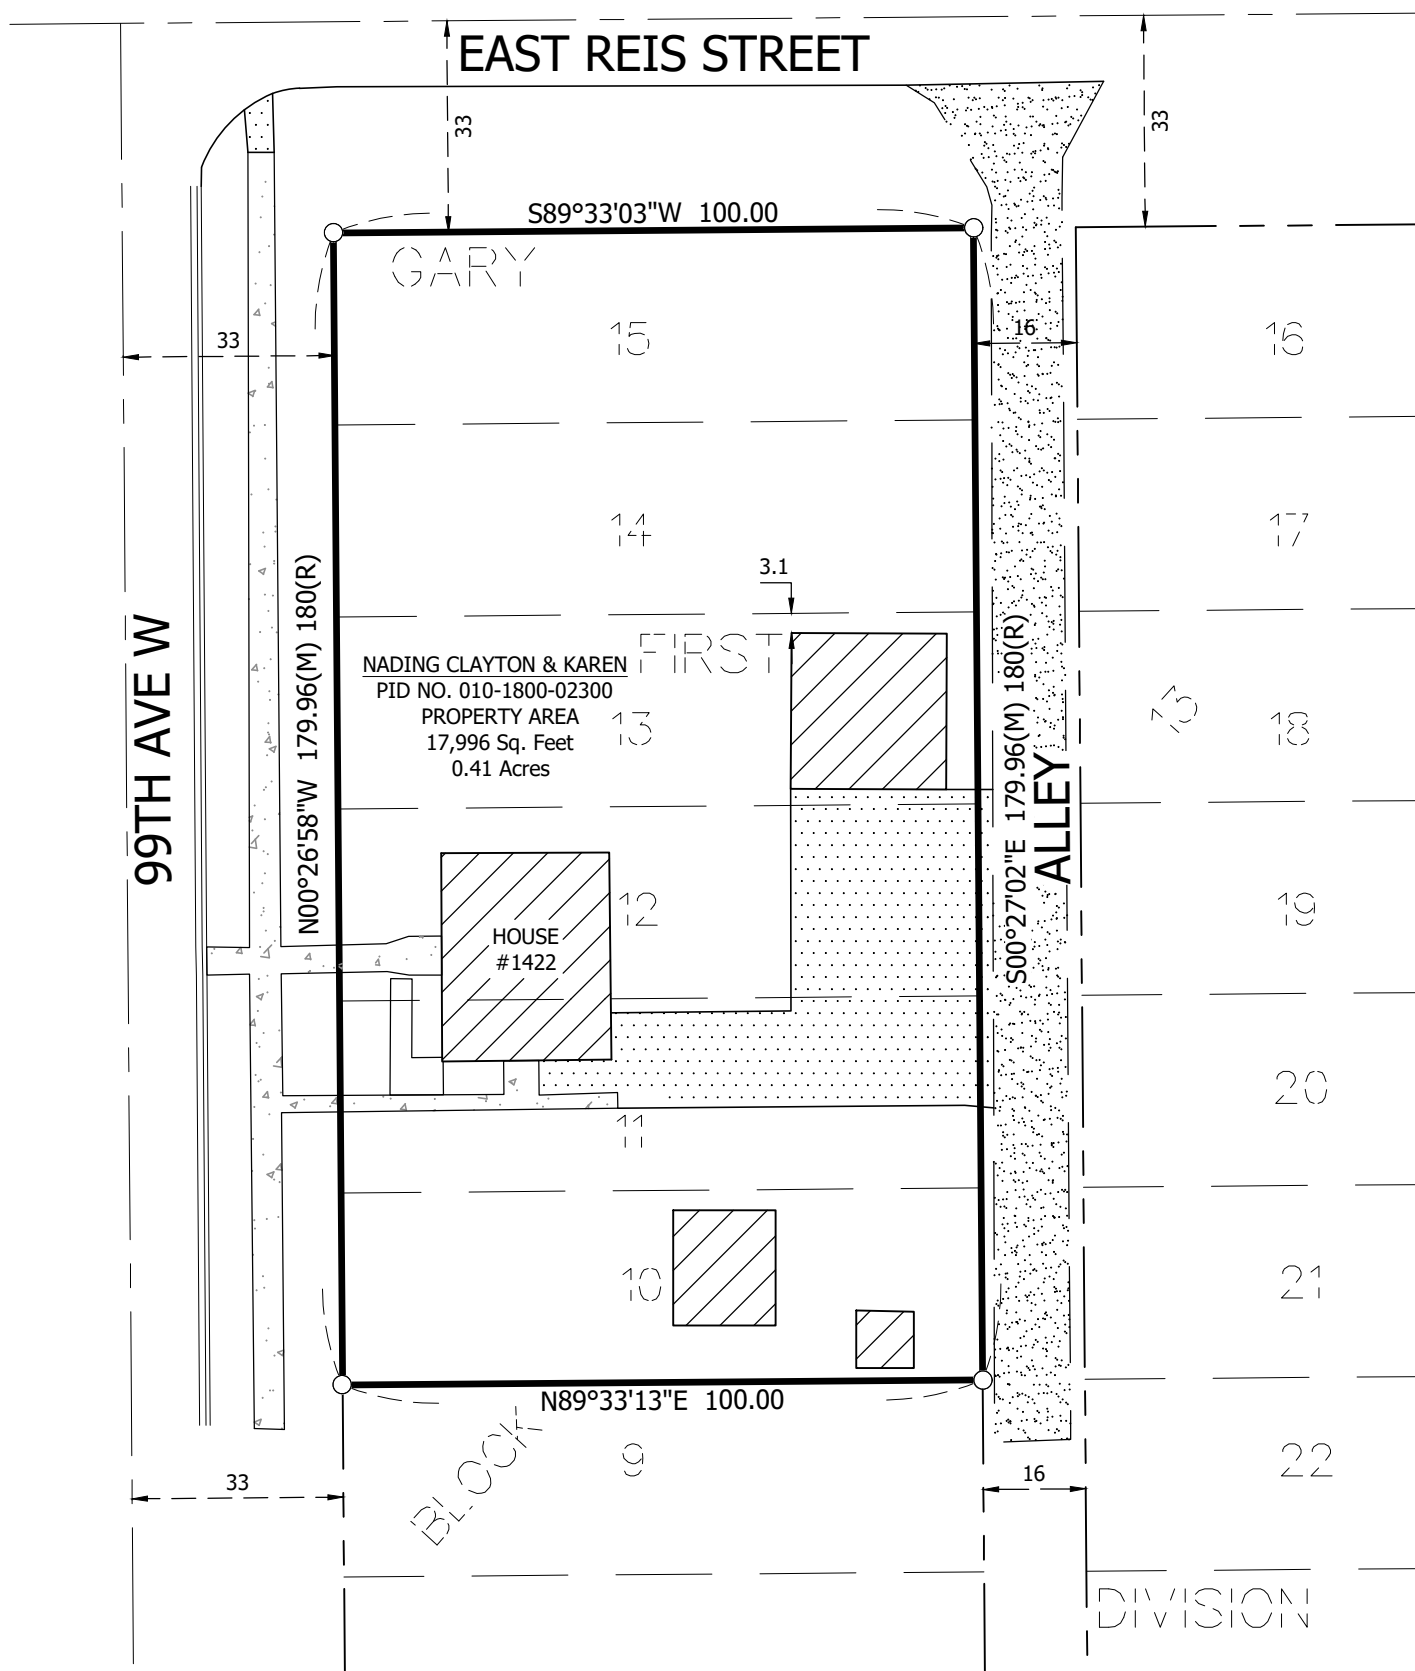 EAST REIS STREET
33
33
S89°33'03"W 100.00
GARY
15
33
16
16
14
17
3.1
FIRST
NADING CLAYTON & KAREN
PID NO. 010-1800-02300
PROPERTY AREA
17,996 Sq. Feet
0.41 Acres
13
13
18
99TH AVE W
N00°26'58"W 179.96(M) 180(R)
S00°27'02"E 179.96(M) 180(R)
ALLEY
12
19
HOUSE
#1422
11
20
10
21
N89°33'13"E 100.00
BLOCK
9
22
33
16
DIVISION